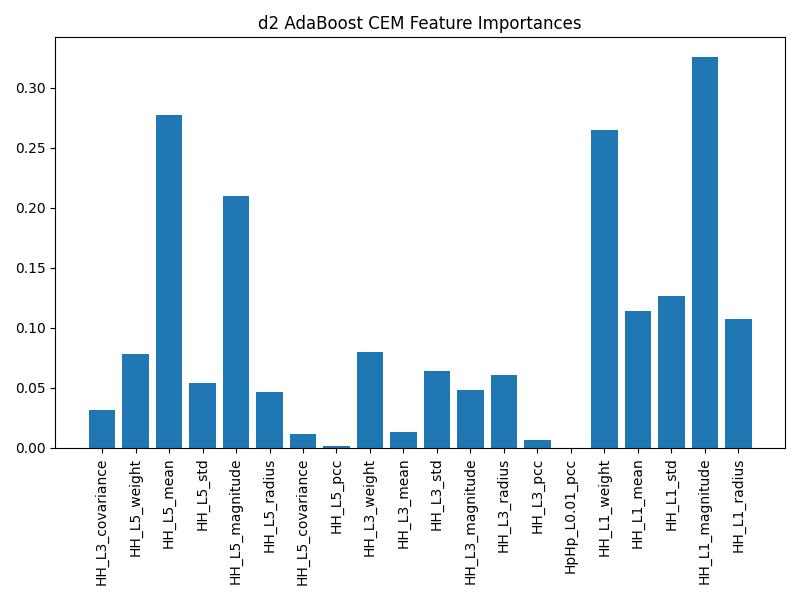 d2 AdaBoost CEM Feature Importances
0.30
0.25
0.20
0.15
0.10
0.05
0.00
HH_L3_covariance
HH_L5_weight
HH_L5_mean
HH_L5_std
HH_L5_magnitude
HH_L5_radius
HH_L5_covariance
HH_L5_pcc
HH_L3_weight
HH_L3_mean
HH_L3_std
HH_L3_magnitude
HH_L3_radius
HH_L3_pcc
HpHp_L0.01_pcc
HH_L1_weight
HH_L1_mean
HH_L1_std
HH_L1_magnitude
HH_L1_radius